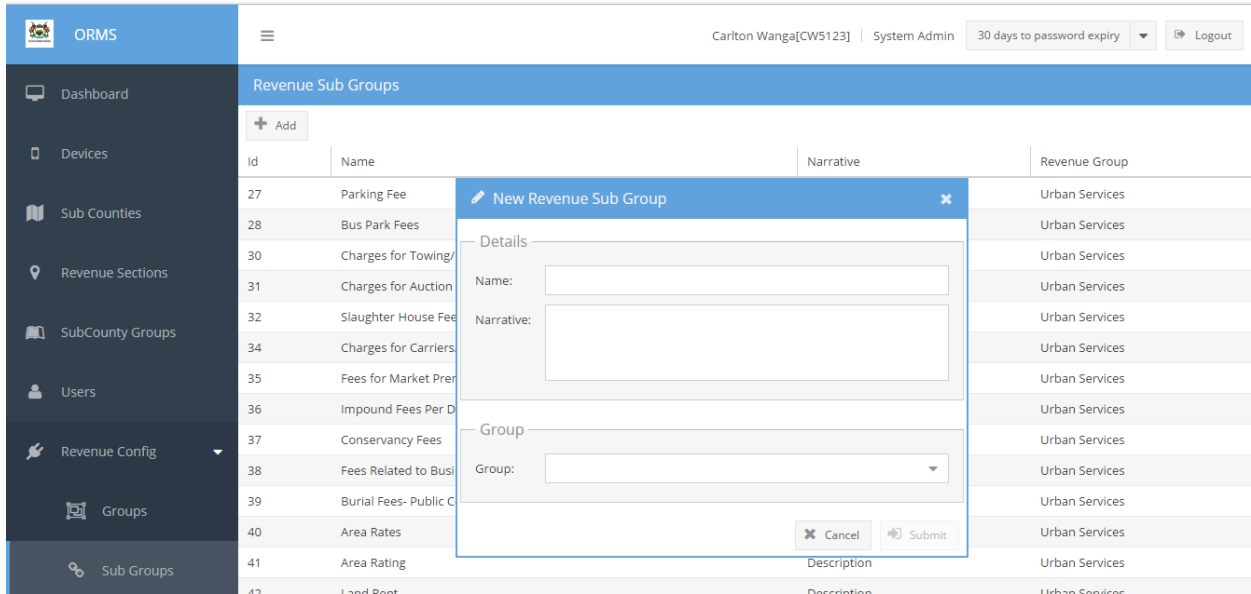 ORMS
Carlton Wanga[CW5123] | System Admin 30 days to password expiry Logout
Dashboard
Devices
Sub Counties
Revenue Sections
SubCounty Groups
Users
Revenue Config
Groups
Sub Groups
Revenue Sub Groups
Add
Id Name Narrative Revenue Group
27 Parking Fee Urban Services
28 Bus Park Fees Urban Services
30 Charges for Towing/ Urban Services
31 Charges for Auction Urban Services
32 Slaughter House Fee Urban Services
34 Charges for Carriers Urban Services
35 Fees for Market Prer Urban Services
36 Impound Fees Per D Urban Services
37 Conservancy Fees Urban Services
38 Fees Related to Busi Urban Services
39 Burial Fees- Public C Urban Services
40 Area Rates Urban Services
41 Area Rating Description Urban Services
42 Land Rent Description Urban Services
New Revenue Sub Group
Details
Name:
Narrative:
Group
Group:
Cancel Submit